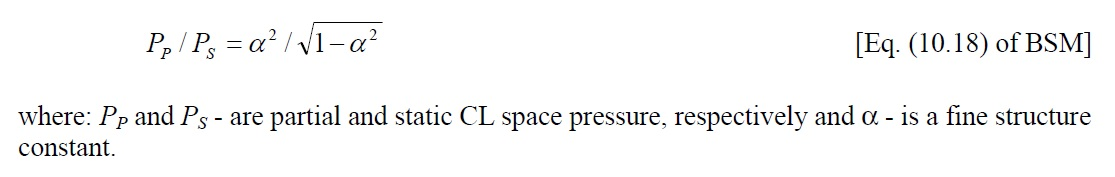 P_P / P_S = α² / √1−α² [Eq. (10.18) of BSM]
where: P_P and P_S - are partial and static CL space pressure, respectively and α - is a fine structure
constant.